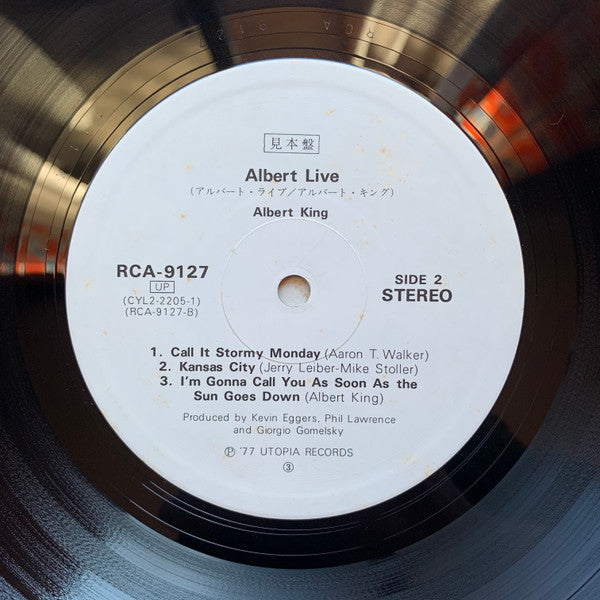 見本盤
Albert Live
(アルバート・ライブ/アルバート・キング)
Albert King
RCA-9127
UP
(CYL2-2205-1)
(RCA-9127-B)
SIDE 2
STEREO
1. Call It Stormy Monday (Aaron T. Walker)
2. Kansas City (Jerry Leiber-Mike Stoller)
3. I'm Gonna Call You As Soon As the
Sun Goes Down (Albert King)
Produced by Kevin Eggers, Phil Lawrence
and Giorgio Gomelsky
Ⓟ '77 UTOPIA RECORDS
③